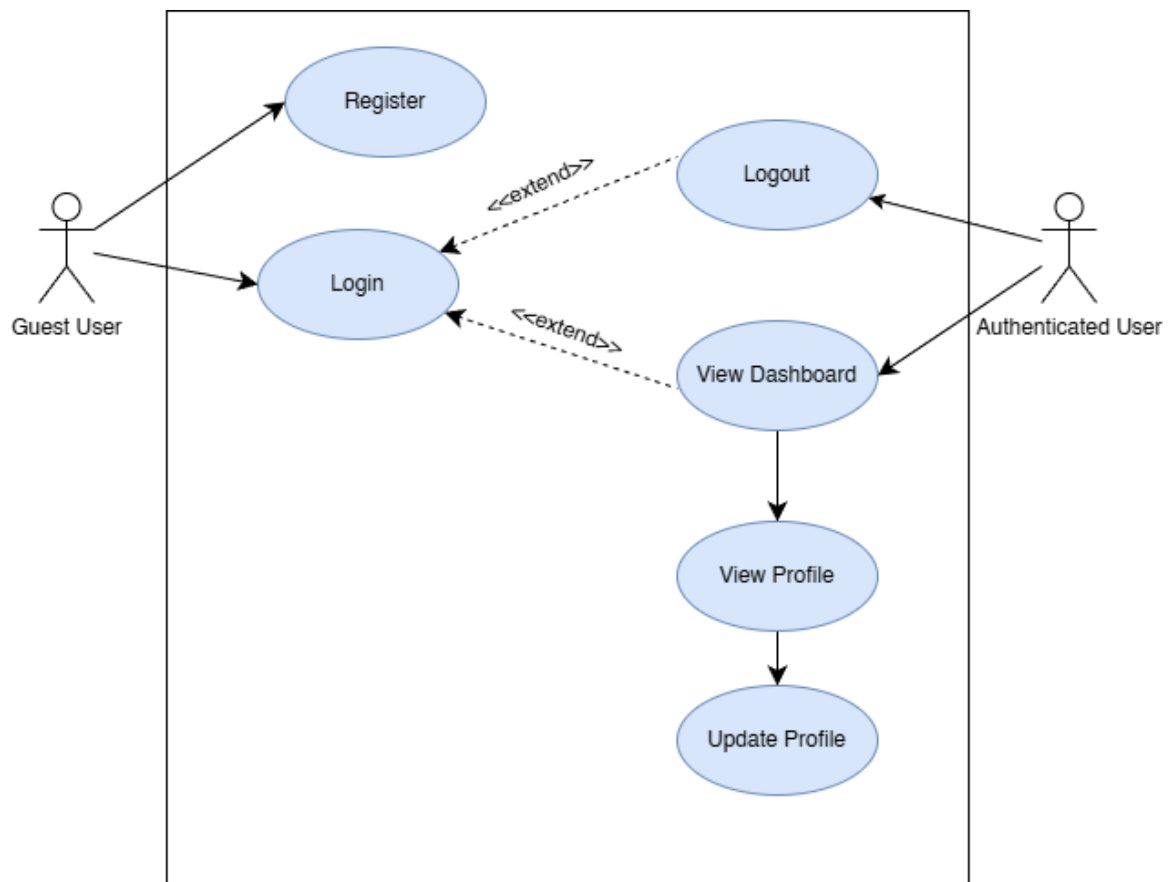 Register
Logout
<<extend>>
Login
Guest User
Authenticated User
<<extend>>
View Dashboard
View Profile
Update Profile